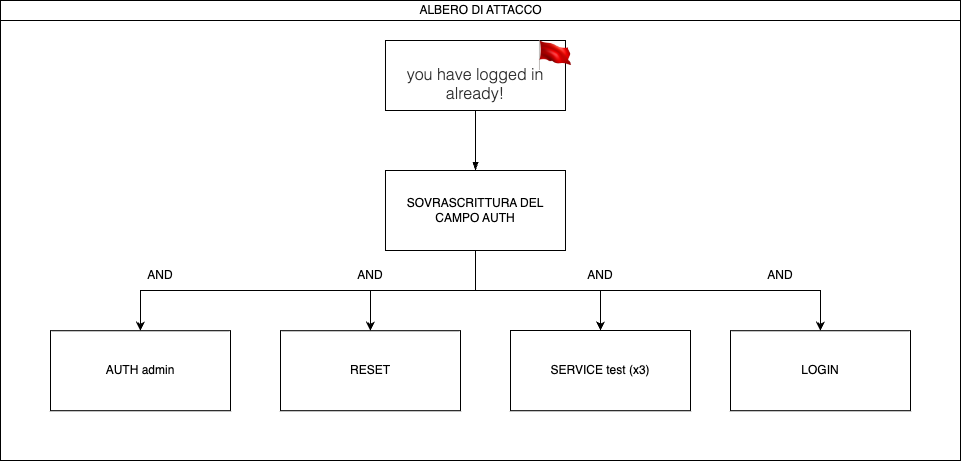 ALBERO DI ATTACCO
you have logged in
already!
SOVRASCRITTURA DEL
CAMPO AUTH
AND AND AND AND
AUTH admin RESET SERVICE test (x3) LOGIN